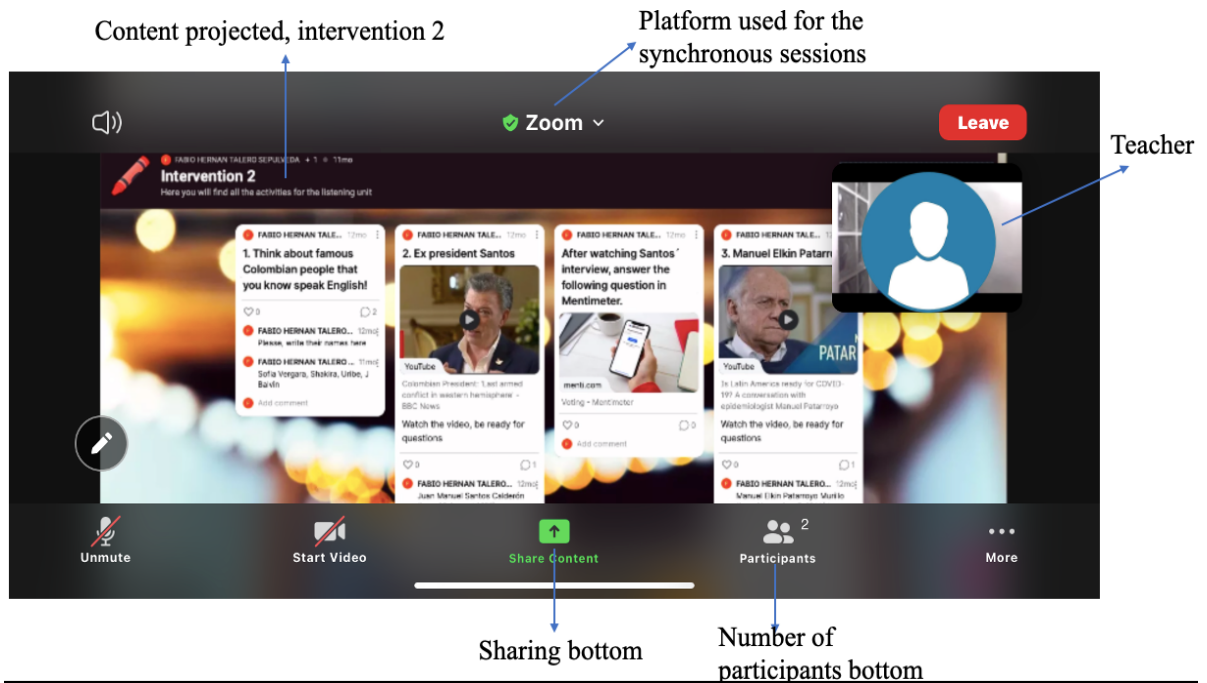 Content projected, intervention 2
Platform used for the
synchronous sessions
Zoom
Leave
Teacher
FABIO HERNAN TALERO SEPULVEDA + 1 11mo
Intervention 2
Here you will find all the activities for the listening unit
FABIO HERNAN TALE... 12mo
1. Think about famous
Colombian people that
you know speak English!
0 2
FABIO HERNAN TALERO... 12mo
Please, write their names here
FABIO HERNAN TALERO... 11mo
Sofia Vergara, Shakira, Uribe, J
Balvin
Add comment
FABIO HERNAN TALE... 12mo
2. Ex president Santos
YouTube
Colombian President: 'Last armed
conflict in western hemisphere' -
BBC News
Watch the video, be ready for
questions
0 1
FABIO HERNAN TALERO... 12mo
Juan Manuel Santos Calderón
FABIO HERNAN TALE... 12mo
After watching Santos´
interview, answer the
following question in
Mentimeter.
menti.com
Voting - Mentimeter
0 0
Add comment
FABIO HERNAN TALE... 12
3. Manuel Elkin Patarr
PATAR
YouTube
Is Latin America ready for COVID-
19? A conversation with
epidemiologist Manuel Patarroyo
Watch the video, be ready for
questions
0 1
FABIO HERNAN TALERO... 12mo
Manuel Elkin Patarroyo Murillo
Unmute
Start Video
Share Content
2
Participants
More
Sharing bottom
Number of
participants bottom